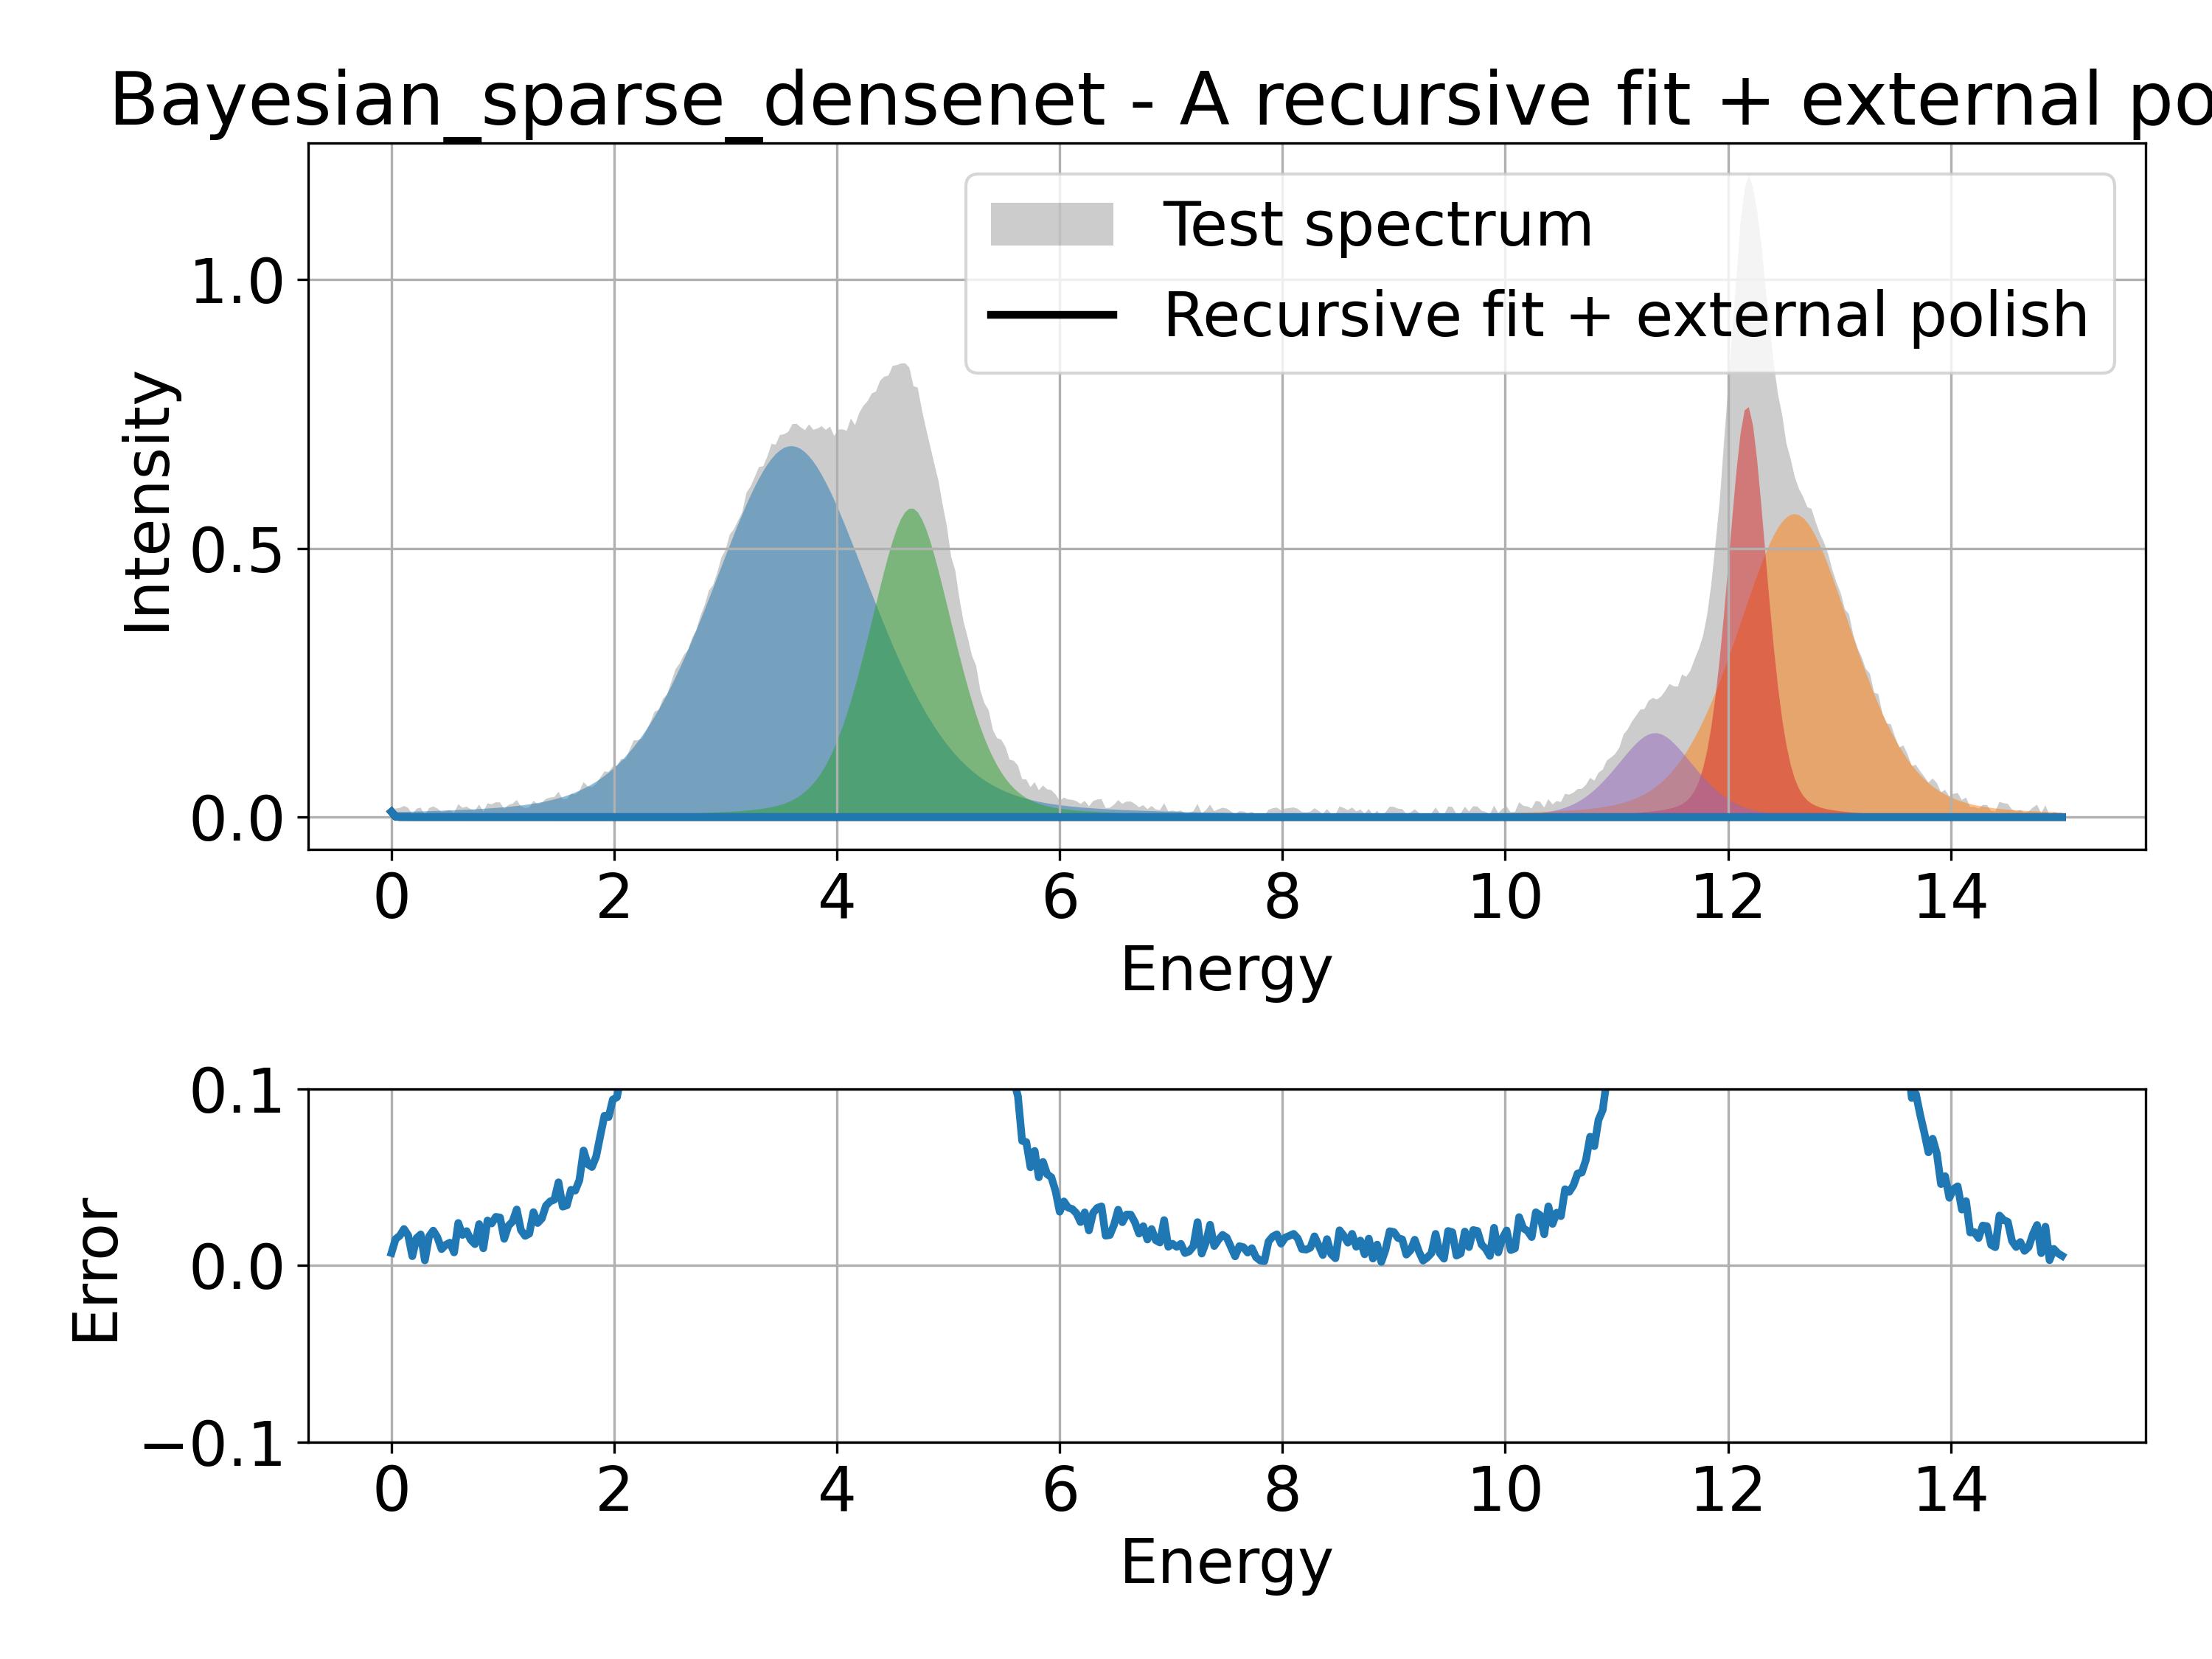 Bayesian_sparse_densenet - A recursive fit + external po
Test spectrum
Recursive fit + external polish
Intensity
1.0
0.5
0.0
0 2 4 6 8 10 12 14
Energy
Error
0.1
0.0
−0.1
0 2 4 6 8 10 12 14
Energy